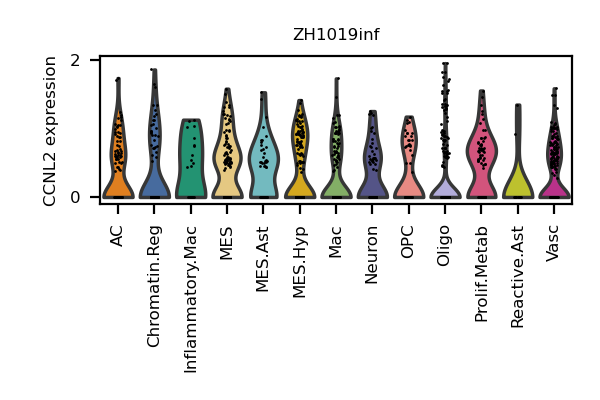 ZH1019inf
CCNL2 expression
2
0
AC
Chromatin.Reg
Inflammatory.Mac
MES
MES.Ast
MES.Hyp
Mac
Neuron
OPC
Oligo
Prolif.Metab
Reactive.Ast
Vasc